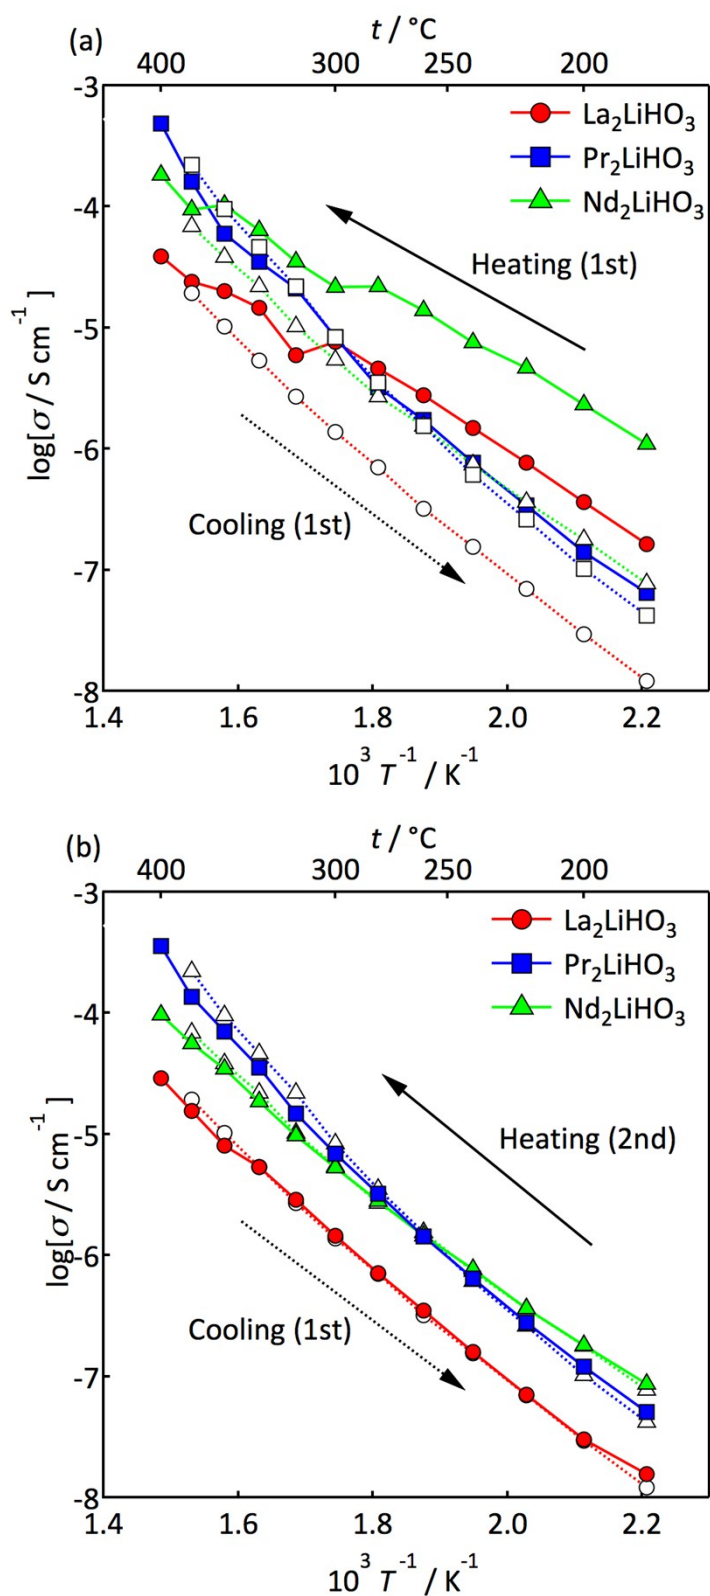 (a)
t / °C
400 300 250 200
-3
-4
-5
-6
-7
-8
log[σ / S cm⁻¹]
La₂LiHO₃
Pr₂LiHO₃
Nd₂LiHO₃
Heating (1st)
Cooling (1st)
1.4 1.6 1.8 2.0 2.2
10³ T⁻¹ / K⁻¹
(b)
t / °C
400 300 250 200
-3
-4
-5
-6
-7
-8
log[σ / S cm⁻¹]
La₂LiHO₃
Pr₂LiHO₃
Nd₂LiHO₃
Heating (2nd)
Cooling (1st)
1.4 1.6 1.8 2.0 2.2
10³ T⁻¹ / K⁻¹